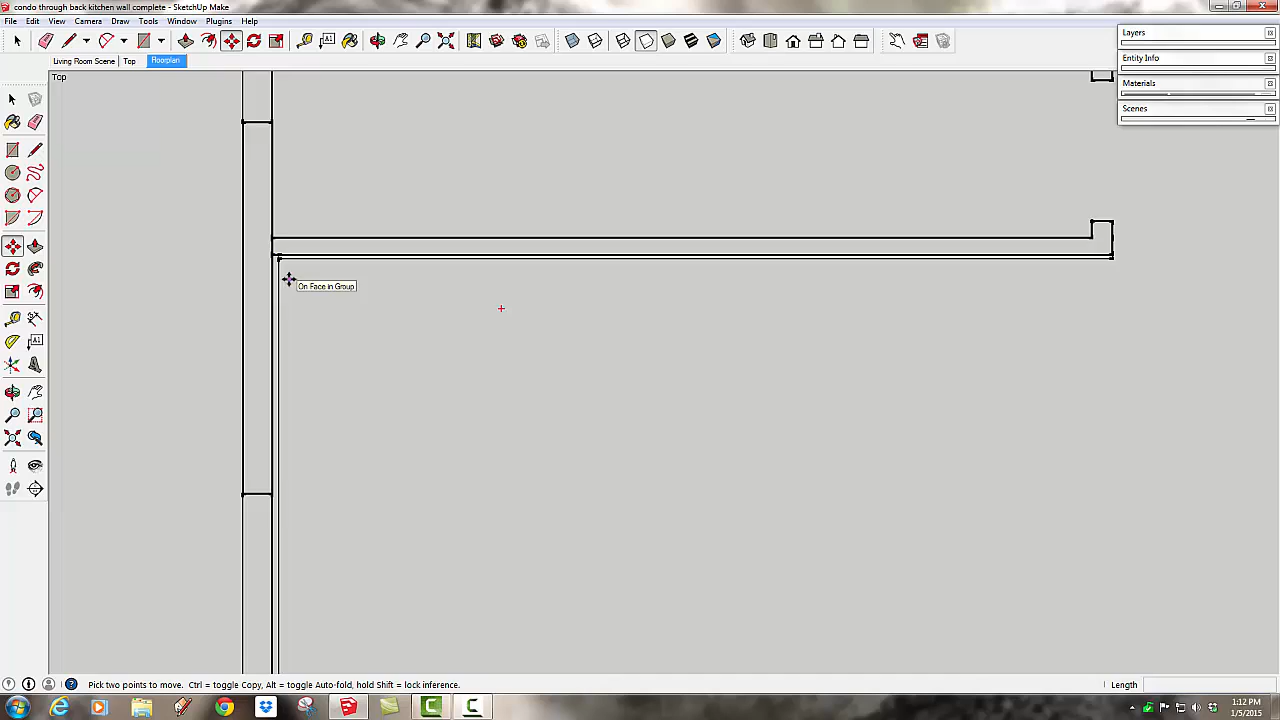 condo through back kitchen wall complete - SketchUp Make
File Edit View Camera Draw Tools Window Plugins Help
Layers
Entity Info
Materials
Scenes
Living Room Scene Top Floorplan
Top
On Face in Group
Pick two points to move. Ctrl = toggle Copy, Alt = toggle Auto-fold, hold Shift = lock inference.
Length
1:12 PM
1/5/2015